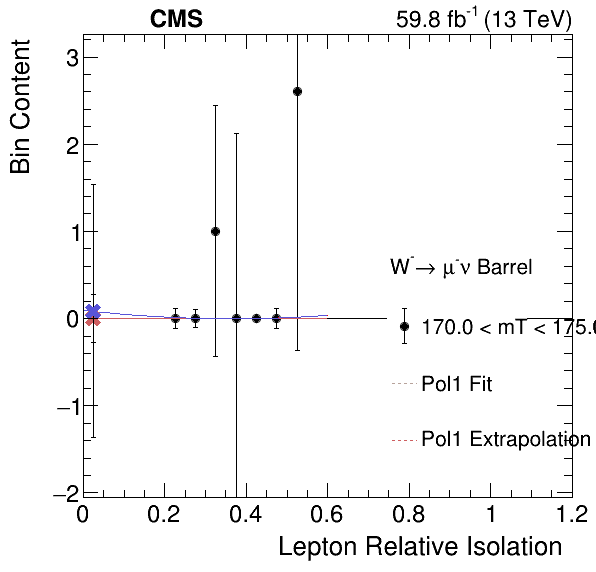 CMS 59.8 fb⁻¹ (13 TeV)
Bin Content
3
2
1
0
−1
−2
W⁻→ μ⁻ν Barrel
170.0 < mT < 175.0
Pol1 Fit
Pol1 Extrapolation
0 0.2 0.4 0.6 0.8 1 1.2
Lepton Relative Isolation